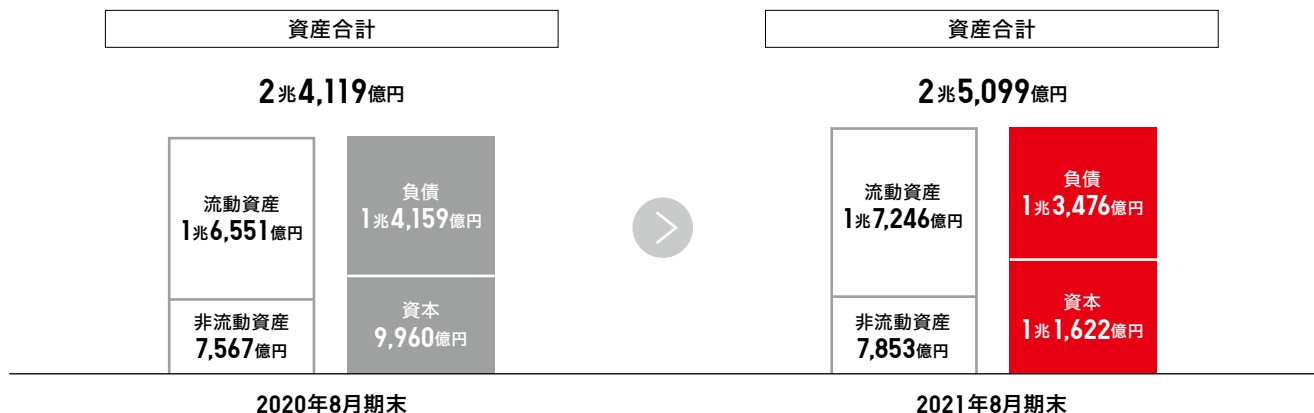 資産合計
2兆4,119億円
流動資産
1兆6,551億円
非流動資産
7,567億円
負債
1兆4,159億円
資本
9,960億円
2020年8月期末
資産合計
2兆5,099億円
流動資産
1兆7,246億円
非流動資産
7,853億円
負債
1兆3,476億円
資本
1兆1,622億円
2021年8月期末